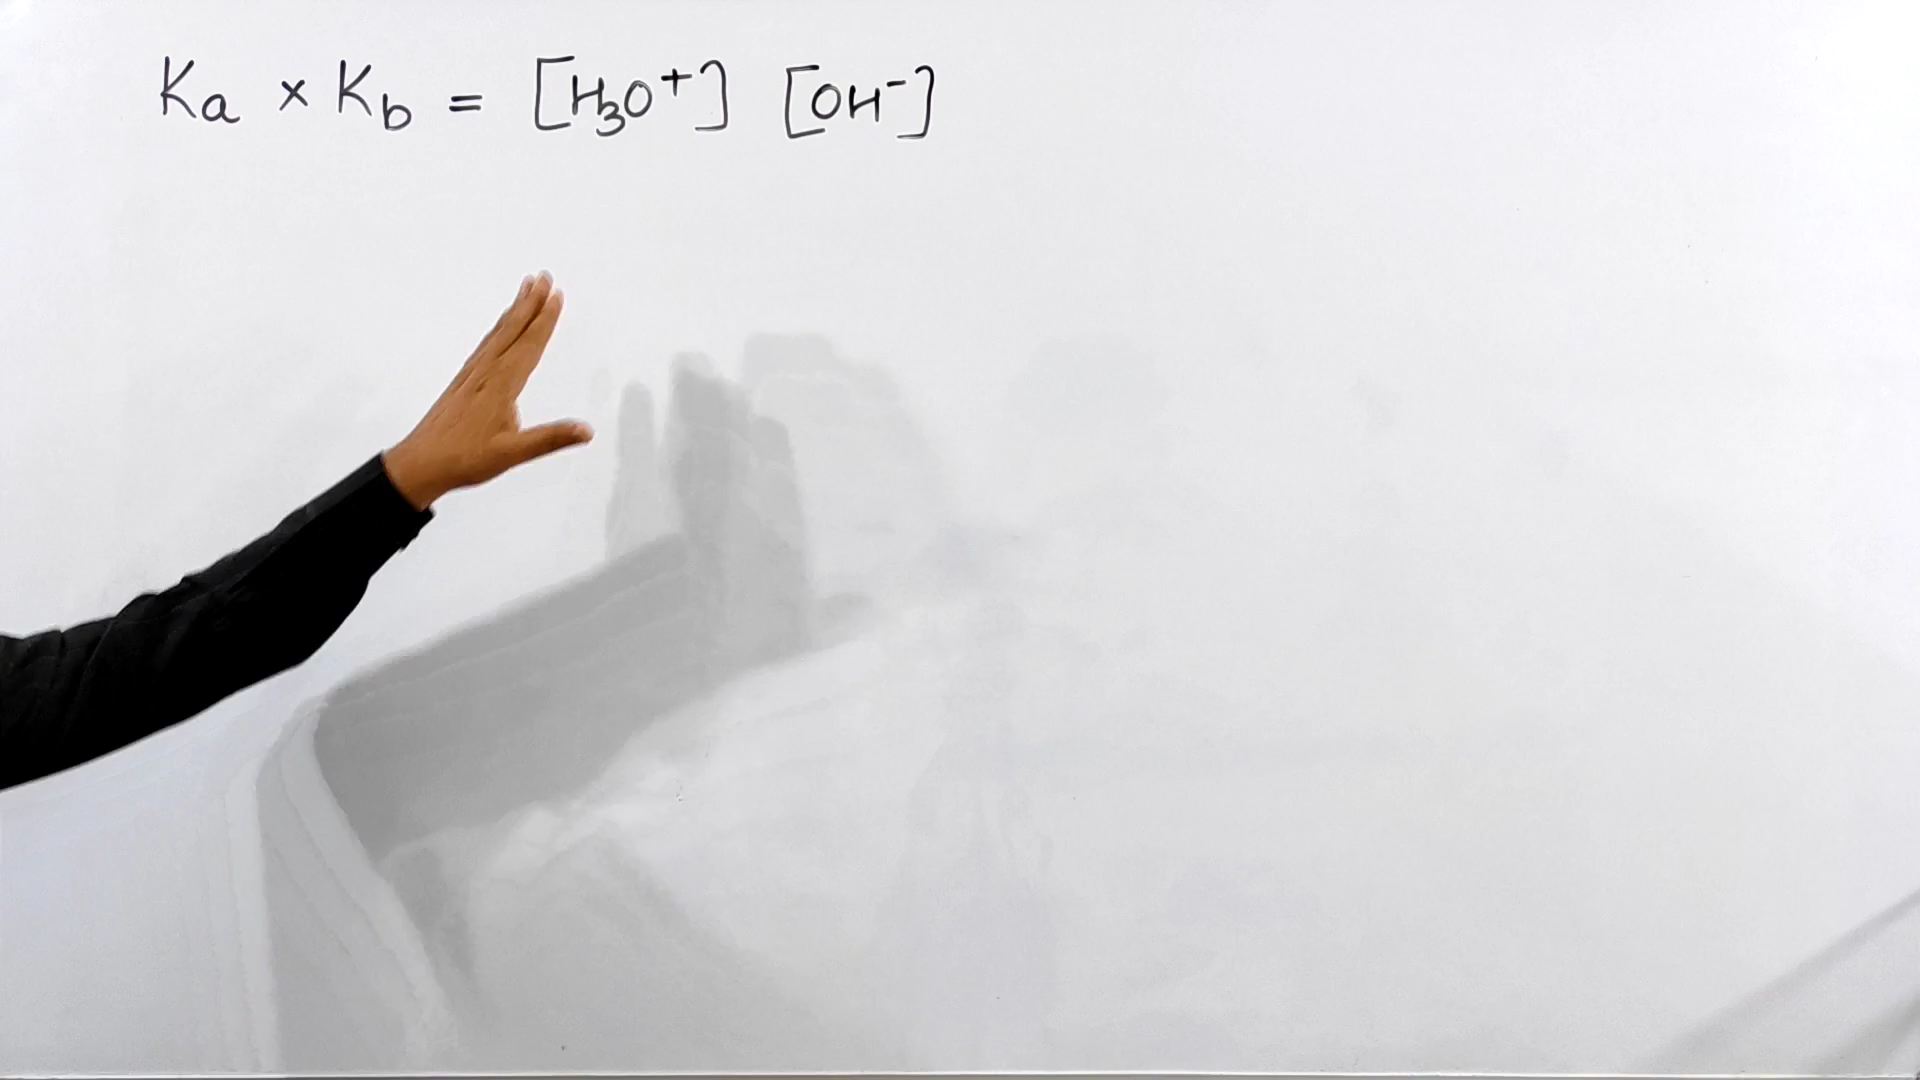 Ka × Kb = [H₃O⁺] [OH⁻]